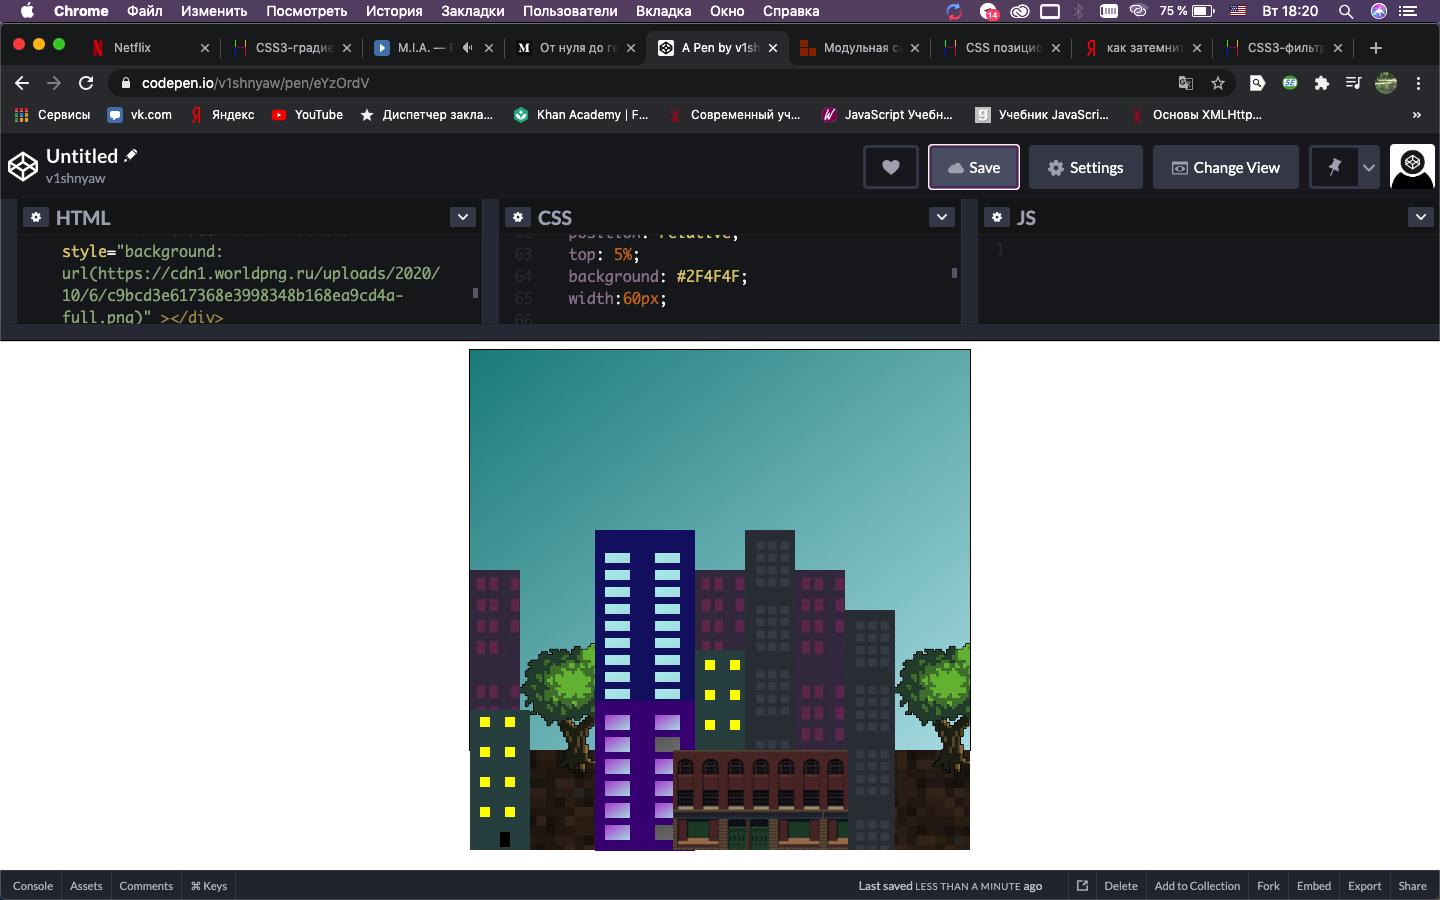 Chrome Файл Изменить Посмотреть История Закладки Пользователи Вкладка Окно Справка 14 75 % Вт 18:20
Netflix CSS3-градие M.I.A. — От нуля до ге A Pen by v1sh Модульная с CSS позицио как затемнит CSS3-фильтр
codepen.io/v1shnyaw/pen/eYzOrdV
Сервисы vk.com Яндекс YouTube Диспетчер закла... Khan Academy | F... Современный уч... JavaScript Учебн... Учебник JavaScri... Основы XMLHttp... »
Untitled
v1shnyaw
Save Settings Change View
HTML CSS JS
style="background:
url(https://cdn1.worldpng.ru/uploads/2020/
10/6/c9bcd3e617368e3998348b168ea9cd4a-
full.png)" ></div>
62 position: relative;
63 top: 5%;
64 background: #2F4F4F;
65 width:60px;
66
1
Console Assets Comments ⌘ Keys Last saved LESS THAN A MINUTE ago Delete Add to Collection Fork Embed Export Share